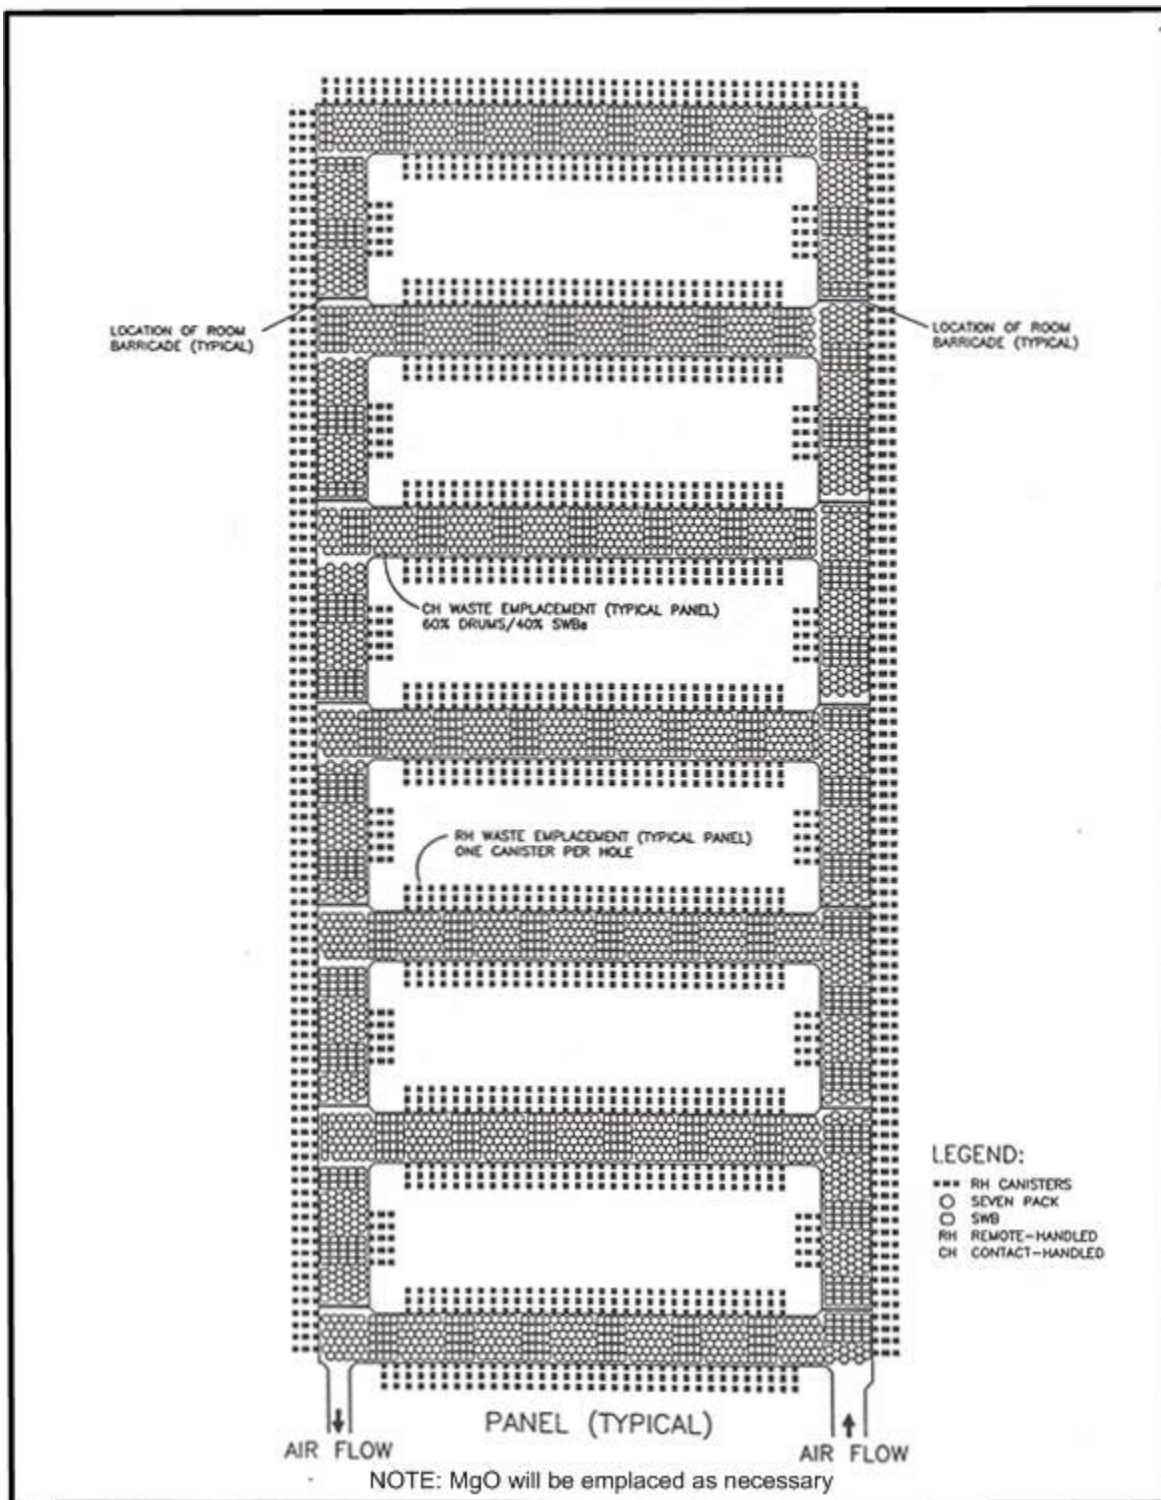 LOCATION OF ROOM
BARRICADE (TYPICAL)
LOCATION OF ROOM
BARRICADE (TYPICAL)
CH WASTE EMPLACEMENT (TYPICAL PANEL)
60% DRUMS/40% SWBs
RH WASTE EMPLACEMENT (TYPICAL PANEL)
ONE CANISTER PER HOLE
LEGEND:
RH CANISTERS
SEVEN PACK
SWB
RH REMOTE-HANDLED
CH CONTACT-HANDLED
PANEL (TYPICAL)
AIR FLOW
AIR FLOW
NOTE: MgO will be emplaced as necessary